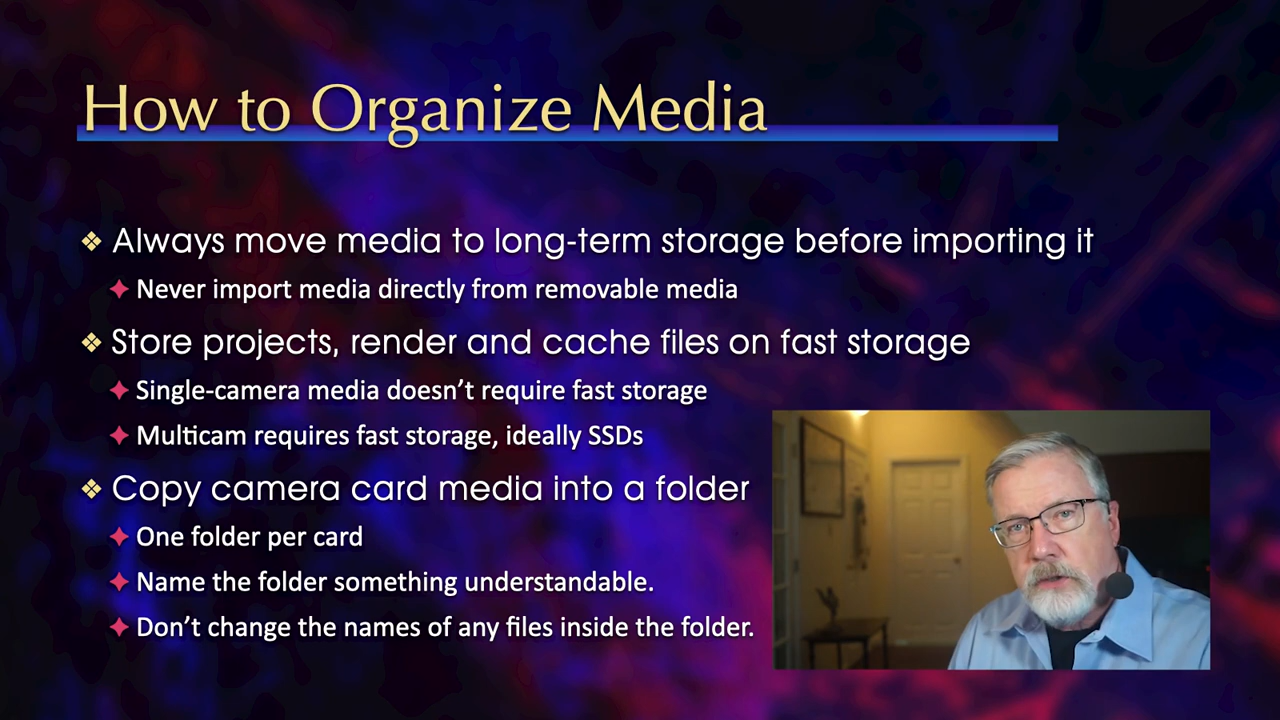 How to Organize Media
❖ Always move media to long-term storage before importing it
✦ Never import media directly from removable media
❖ Store projects, render and cache files on fast storage
✦ Single-camera media doesn’t require fast storage
✦ Multicam requires fast storage, ideally SSDs
❖ Copy camera card media into a folder
✦ One folder per card
✦ Name the folder something understandable.
✦ Don’t change the names of any files inside the folder.